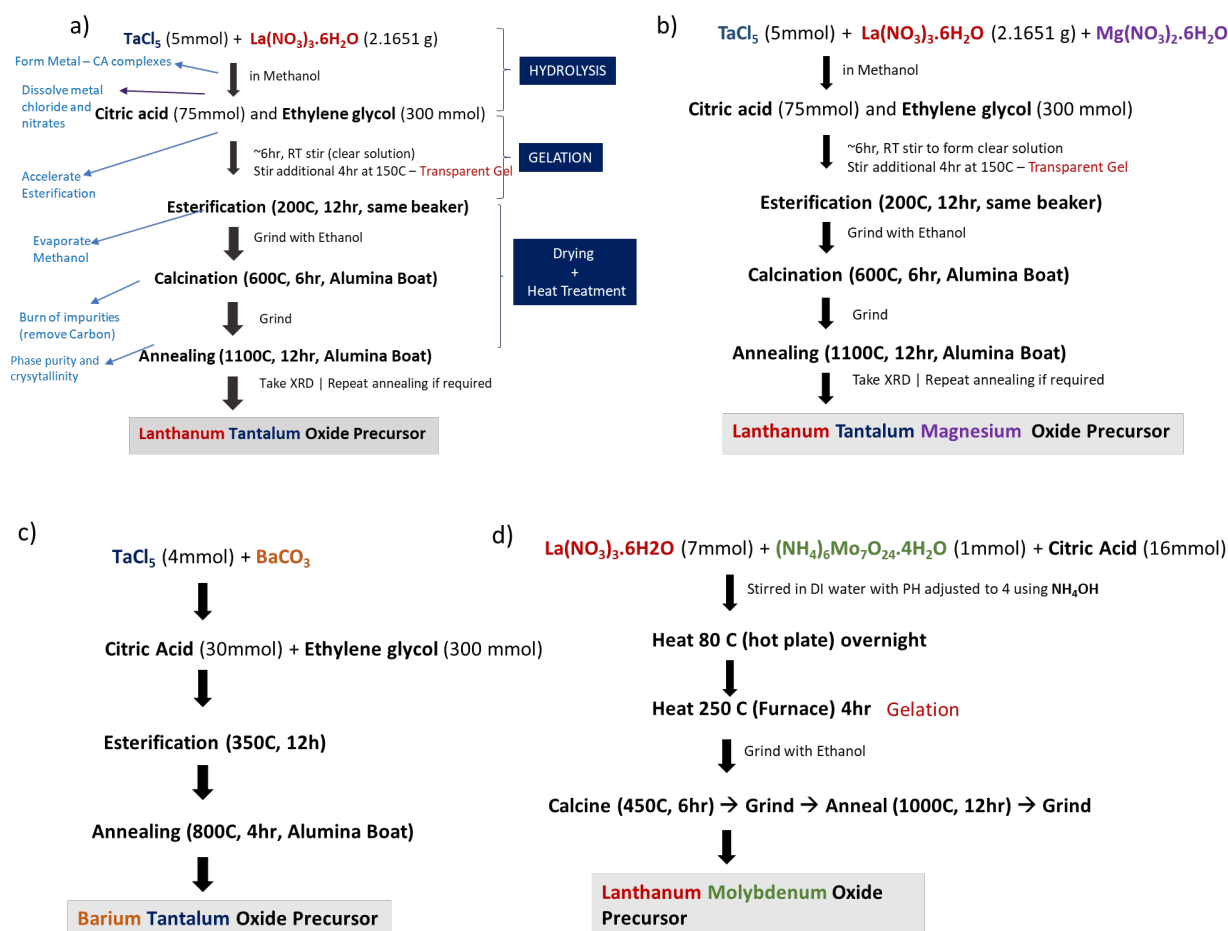 a)
TaCl₅ (5mmol) + La(NO₃)₃.6H₂O (2.1651 g)
Form Metal – CA complexes
in Methanol
HYDROLYSIS
Dissolve metal
chloride and
nitrates
Citric acid (75mmol) and Ethylene glycol (300 mmol)
~6hr, RT stir (clear solution)
Stir additional 4hr at 150C – Transparent Gel
GELATION
Accelerate
Esterification
Esterification (200C, 12hr, same beaker)
Evaporate
Methanol
Grind with Ethanol
Drying
+
Heat Treatment
Calcination (600C, 6hr, Alumina Boat)
Burn of impurities
(remove Carbon)
Grind
Phase purity and
crysytallinity
Annealing (1100C, 12hr, Alumina Boat)
Take XRD | Repeat annealing if required
Lanthanum Tantalum Oxide Precursor
b)
TaCl₅ (5mmol) + La(NO₃)₃.6H₂O (2.1651 g) + Mg(NO₃)₂.6H₂O
in Methanol
Citric acid (75mmol) and Ethylene glycol (300 mmol)
~6hr, RT stir to form clear solution
Stir additional 4hr at 150C – Transparent Gel
Esterification (200C, 12hr, same beaker)
Grind with Ethanol
Calcination (600C, 6hr, Alumina Boat)
Grind
Annealing (1100C, 12hr, Alumina Boat)
Take XRD | Repeat annealing if required
Lanthanum Tantalum Magnesium Oxide Precursor
c)
TaCl₅ (4mmol) + BaCO₃
Citric Acid (30mmol) + Ethylene glycol (300 mmol)
Esterification (350C, 12h)
Annealing (800C, 4hr, Alumina Boat)
Barium Tantalum Oxide Precursor
d)
La(NO₃)₃.6H2O (7mmol) + (NH₄)₆Mo₇O₂₄.4H₂O (1mmol) + Citric Acid (16mmol)
Stirred in DI water with PH adjusted to 4 using NH₄OH
Heat 80 C (hot plate) overnight
Heat 250 C (Furnace) 4hr Gelation
Grind with Ethanol
Calcine (450C, 6hr) → Grind → Anneal (1000C, 12hr) → Grind
Lanthanum Molybdenum Oxide
Precursor